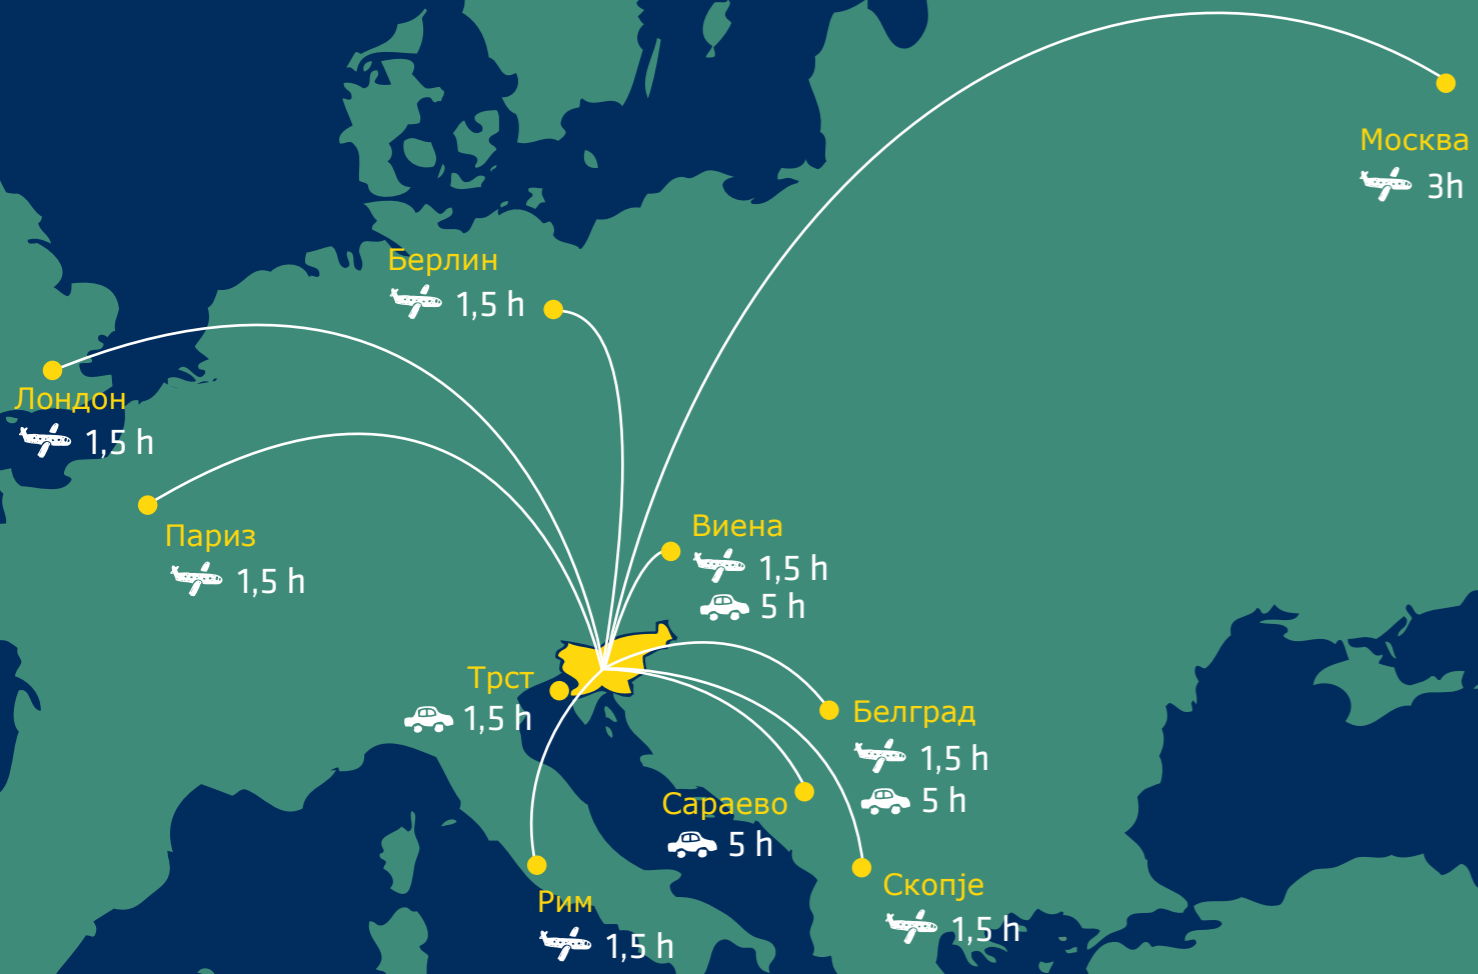 Москва
3h
Берлин
1,5 h
Лондон
1,5 h
Париз
1,5 h
Виена
1,5 h
5 h
Трст
1,5 h
Белград
1,5 h
5 h
Сараево
5 h
Скопје
1,5 h
Рим
1,5 h